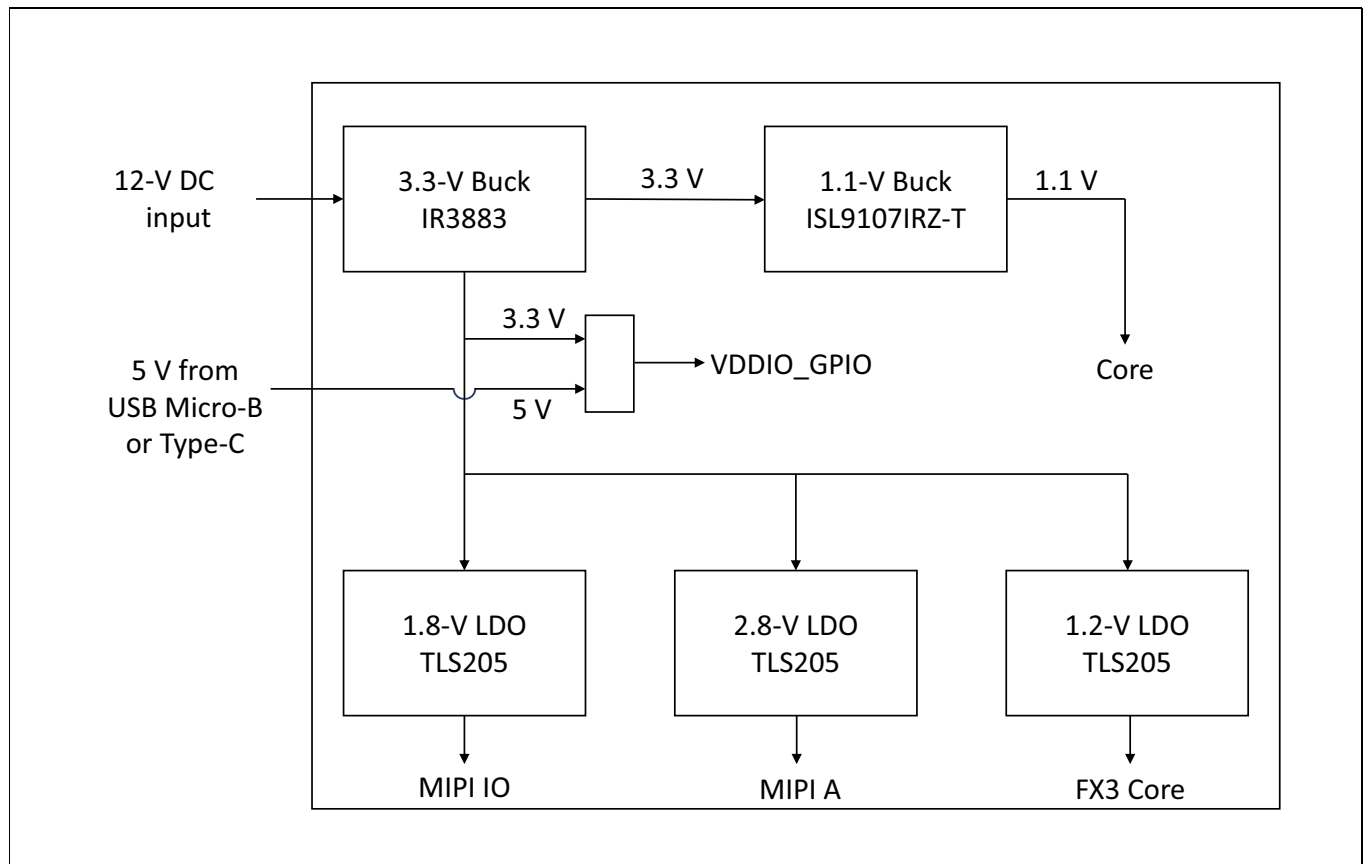 12-V DC
input
3.3-V Buck
IR3883
3.3 V
1.1-V Buck
ISL9107IRZ-T
1.1 V
3.3 V
VDDIO_GPIO
Core
5 V from
USB Micro-B
or Type-C
5 V
1.8-V LDO
TLS205
2.8-V LDO
TLS205
1.2-V LDO
TLS205
MIPI IO
MIPI A
FX3 Core